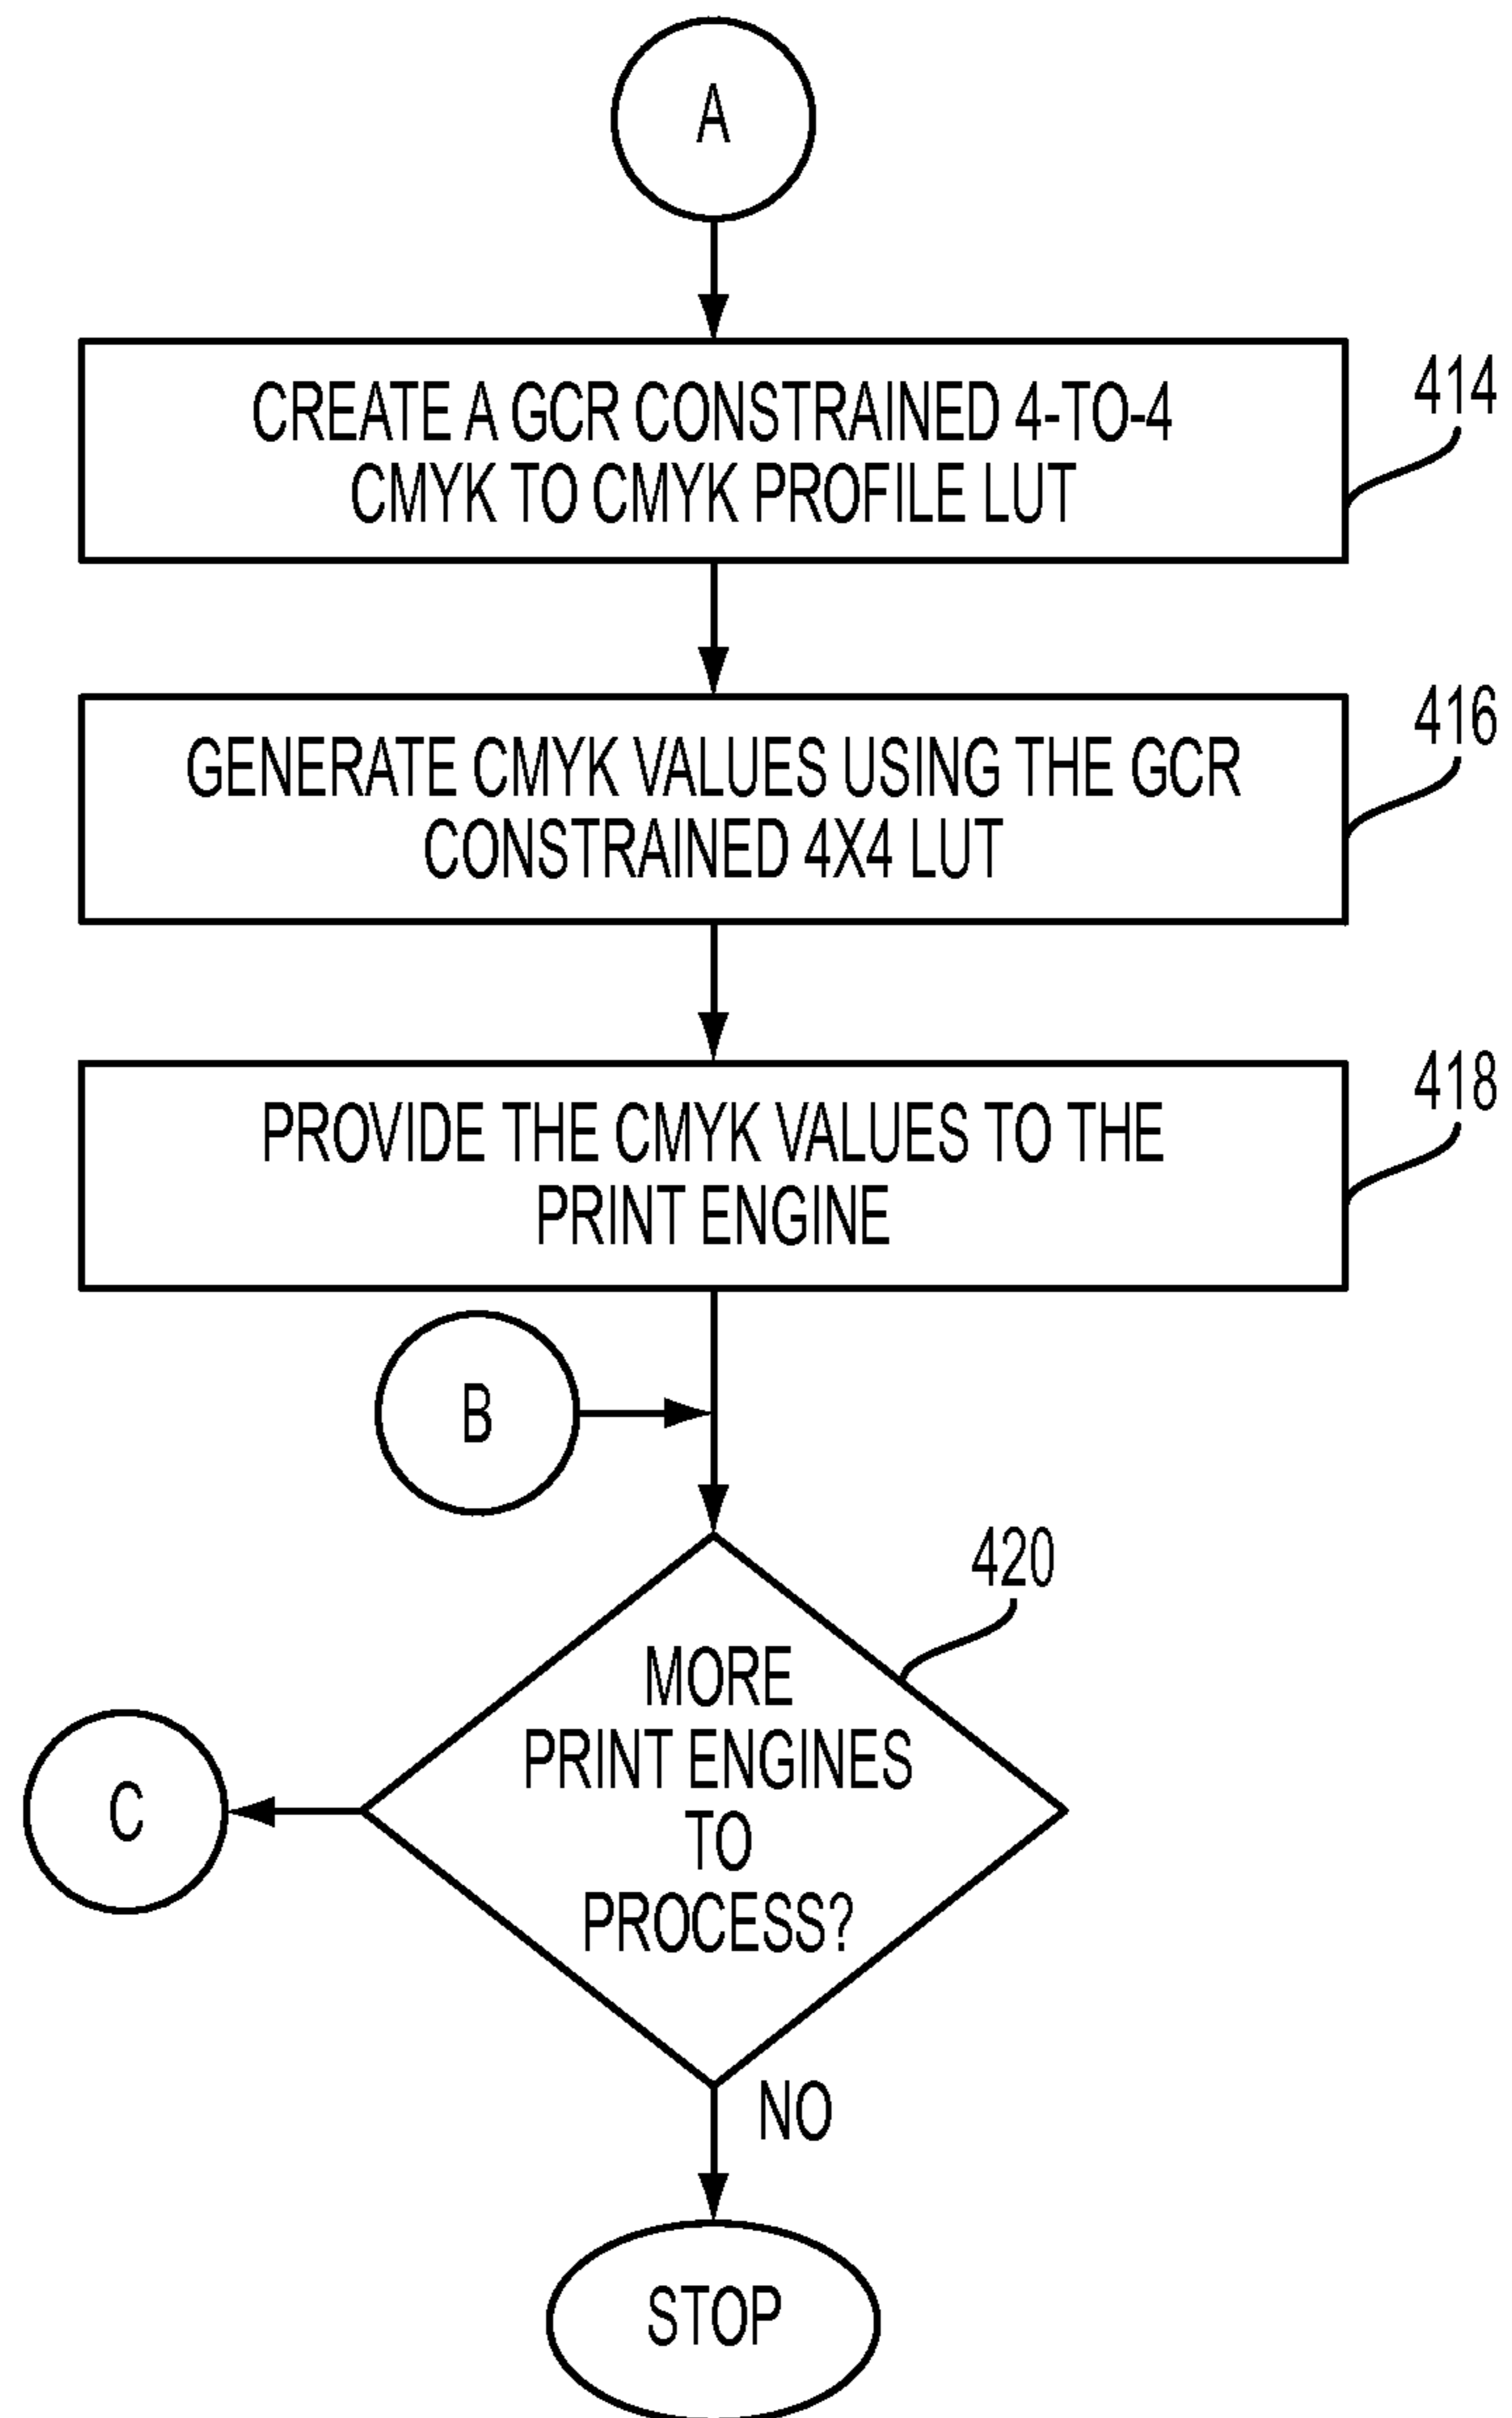 A
CREATE A GCR CONSTRAINED 4-TO-4
CMYK TO CMYK PROFILE LUT
414
GENERATE CMYK VALUES USING THE GCR
CONSTRAINED 4X4 LUT
416
PROVIDE THE CMYK VALUES TO THE
PRINT ENGINE
418
B
420
MORE
PRINT ENGINES
TO
PROCESS?
C
NO
STOP